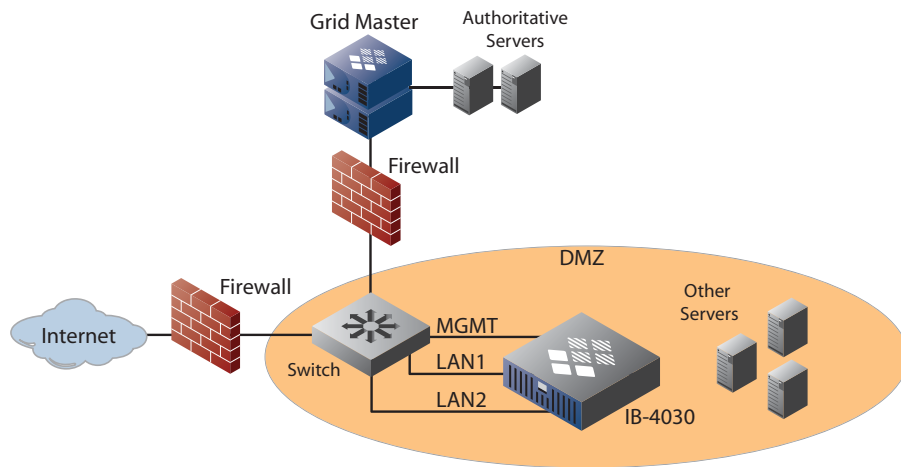 Grid Master
Authoritative
Servers
Firewall
DMZ
Firewall
Internet
Switch
MGMT
LAN1
LAN2
IB-4030
Other
Servers